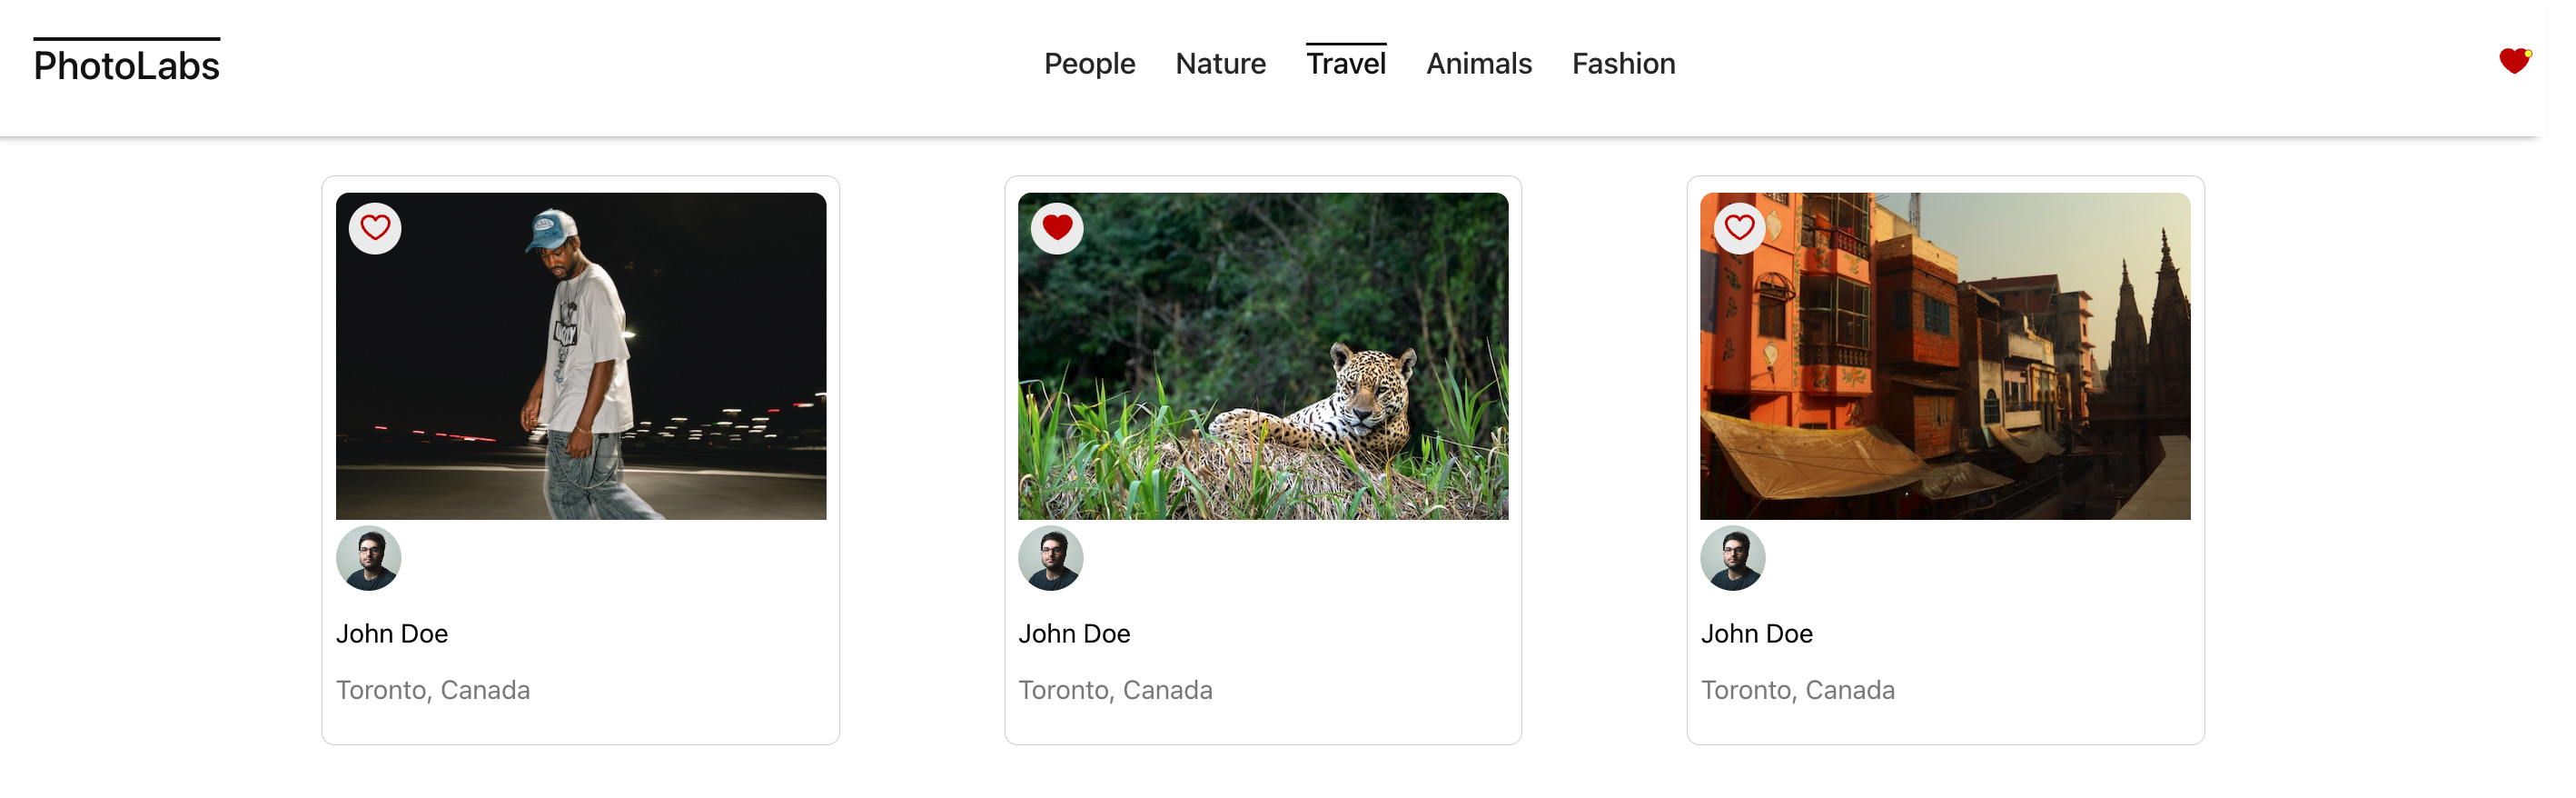 PhotoLabs
People
Nature
Travel
Animals
Fashion
John Doe
Toronto, Canada
John Doe
Toronto, Canada
John Doe
Toronto, Canada